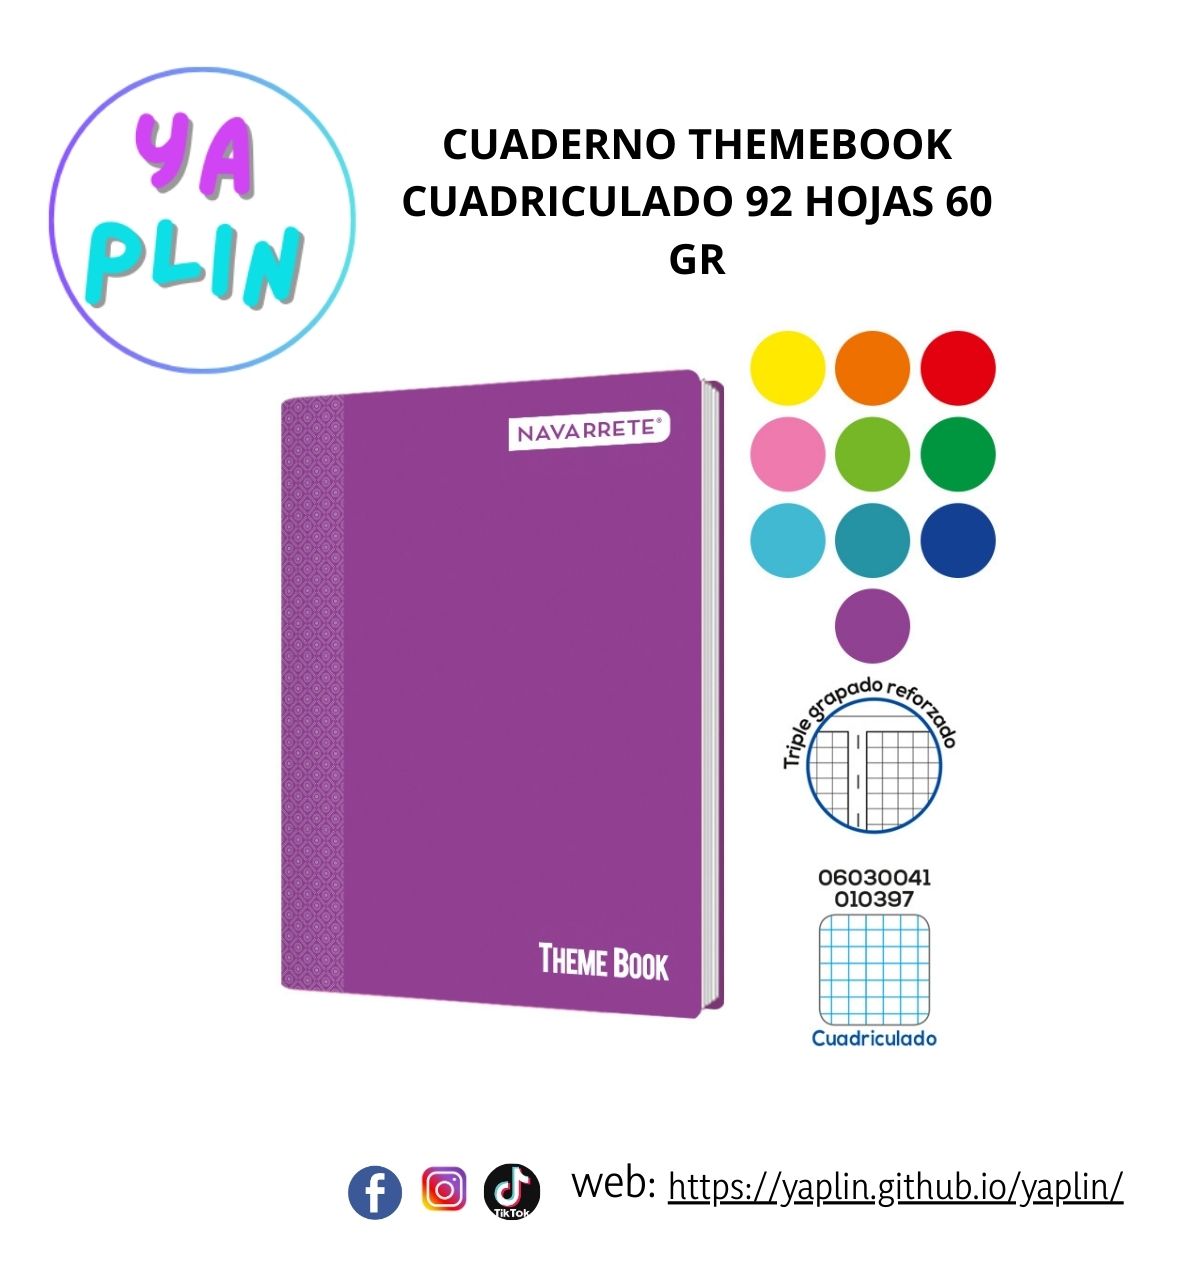 YA
PLIN
CUADERNO THEMEBOOK
CUADRICULADO 92 HOJAS 60
GR
NAVARRETE®
THEME BOOK
Triple grapado reforzado
06030041
010397
Cuadriculado
TikTok
web: https://yaplin.github.io/yaplin/